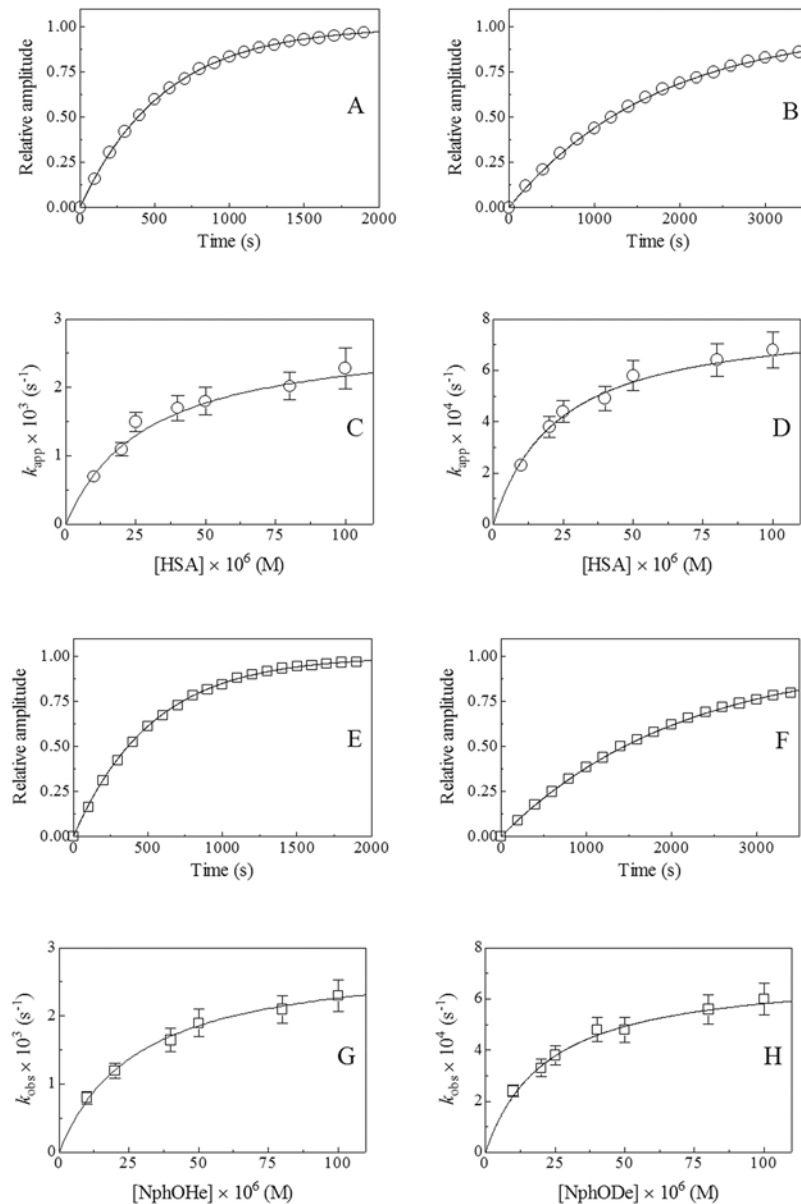 1.00
0.75
0.50
0.25
0.00
Relative amplitude
A
0 500 1000 1500 2000
Time (s)
1.00
0.75
0.50
0.25
0.00
Relative amplitude
B
0 1000 2000 3000
Time (s)
3
2
1
0
k_app × 10³ (s⁻¹)
C
0 25 50 75 100
[HSA] × 10⁶ (M)
8
6
4
2
0
k_app × 10⁴ (s⁻¹)
D
0 25 50 75 100
[HSA] × 10⁶ (M)
1.00
0.75
0.50
0.25
0.00
Relative amplitude
E
0 500 1000 1500 2000
Time (s)
1.00
0.75
0.50
0.25
0.00
Relative amplitude
F
0 1000 2000 3000
Time (s)
3
2
1
0
k_obs × 10³ (s⁻¹)
G
0 25 50 75 100
[NphOHe] × 10⁶ (M)
8
6
4
2
0
k_obs × 10⁴ (s⁻¹)
H
0 25 50 75 100
[NphODe] × 10⁶ (M)